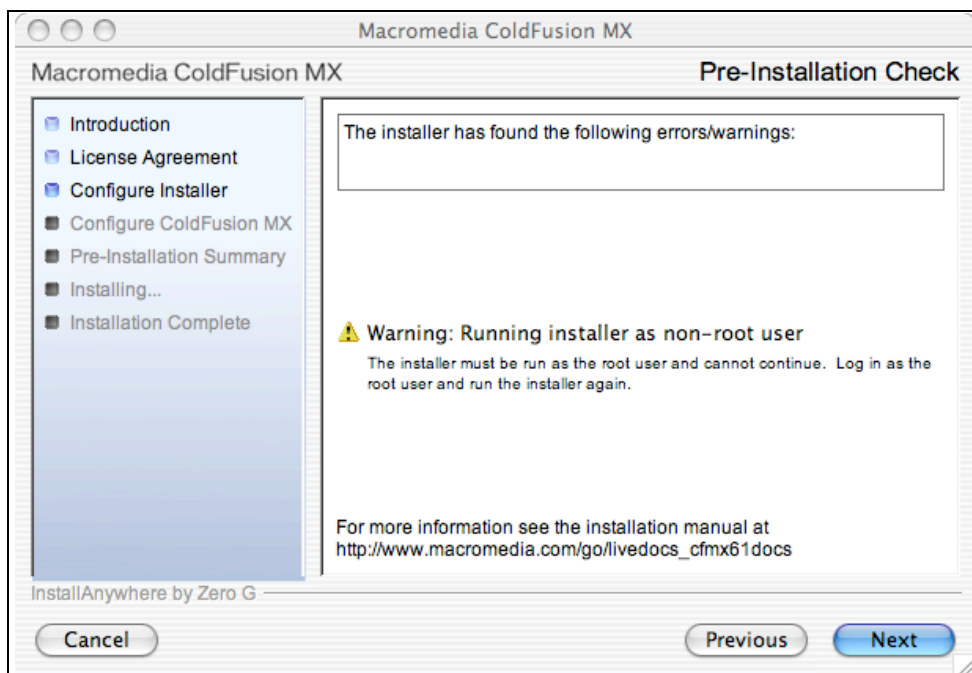 Macromedia ColdFusion MX
Macromedia ColdFusion MX
Pre-Installation Check
Introduction
License Agreement
Configure Installer
Configure ColdFusion MX
Pre-Installation Summary
Installing...
Installation Complete
The installer has found the following errors/warnings:
Warning: Running installer as non-root user
The installer must be run as the root user and cannot continue. Log in as the
root user and run the installer again.
For more information see the installation manual at
http://www.macromedia.com/go/livedocs_cfmx61docs
InstallAnywhere by Zero G
Cancel
Previous
Next